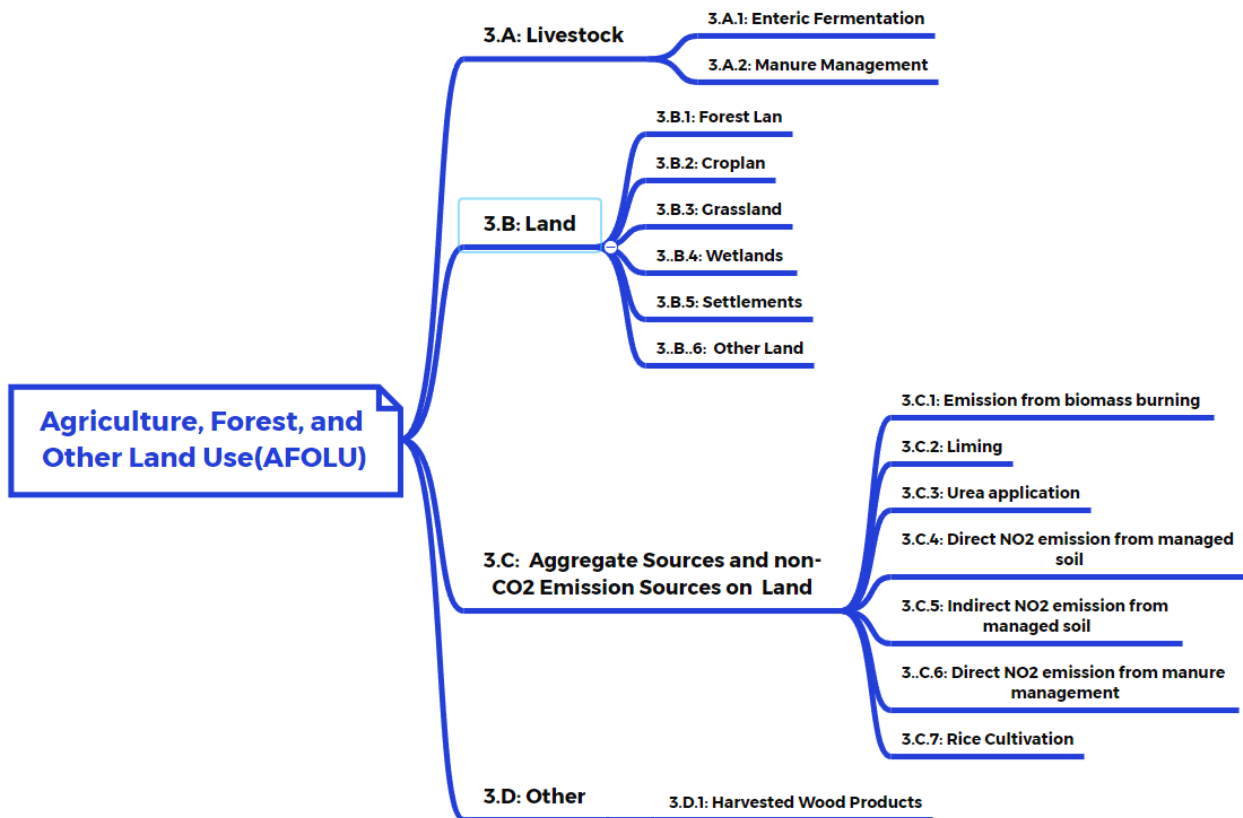 Agriculture, Forest, and
Other Land Use(AFOLU)
3.A: Livestock
3.A.1: Enteric Fermentation
3.A.2: Manure Management
3.B: Land
3.B.1: Forest Lan
3.B.2: Croplan
3.B.3: Grassland
3..B.4: Wetlands
3.B.5: Settlements
3..B..6: Other Land
3.C: Aggregate Sources and non-
CO2 Emission Sources on Land
3.C.1: Emission from biomass burning
3.C.2: Liming
3.C.3: Urea application
3.C.4: Direct NO2 emission from managed
soil
3.C.5: Indirect NO2 emission from
managed soil
3..C.6: Direct NO2 emission from manure
management
3.C.7: Rice Cultivation
3.D: Other
3.D.1: Harvested Wood Products